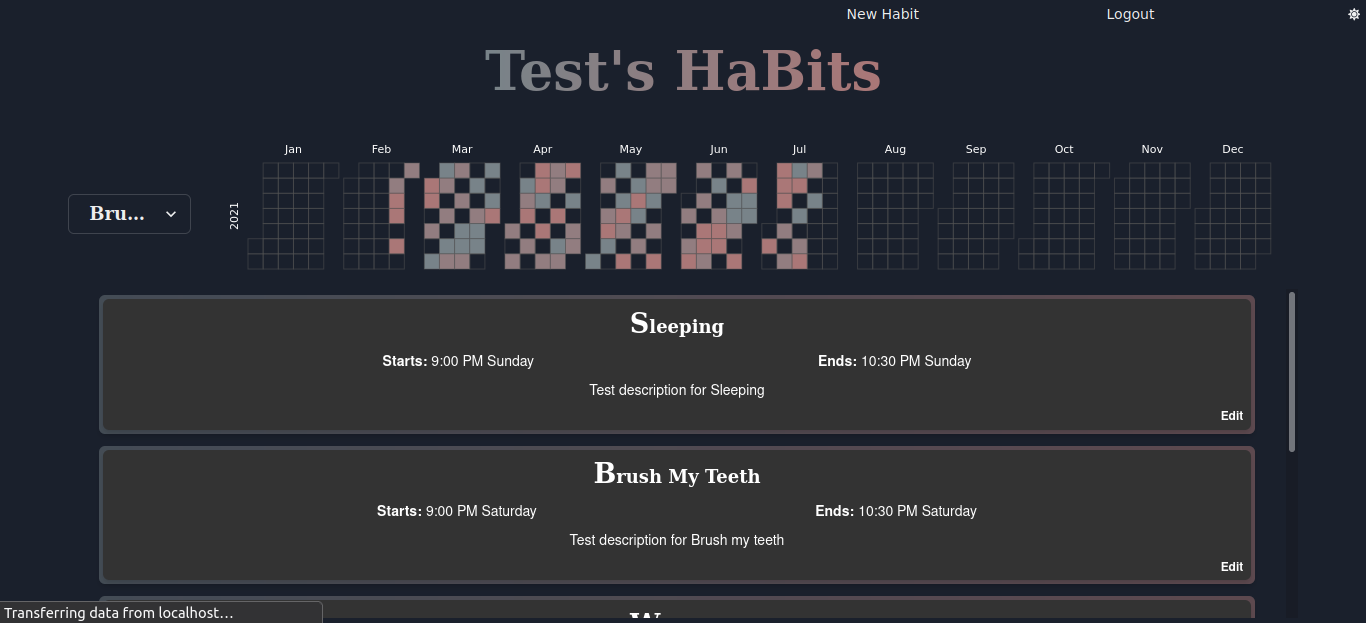 New Habit Logout
Test's HaBits
Jan Feb Mar Apr May Jun Jul Aug Sep Oct Nov Dec
2021
Bru...
Sleeping
Starts: 9:00 PM Sunday Ends: 10:30 PM Sunday
Test description for Sleeping
Edit
Brush My Teeth
Starts: 9:00 PM Saturday Ends: 10:30 PM Saturday
Test description for Brush my teeth
Edit
Transferring data from localhost...